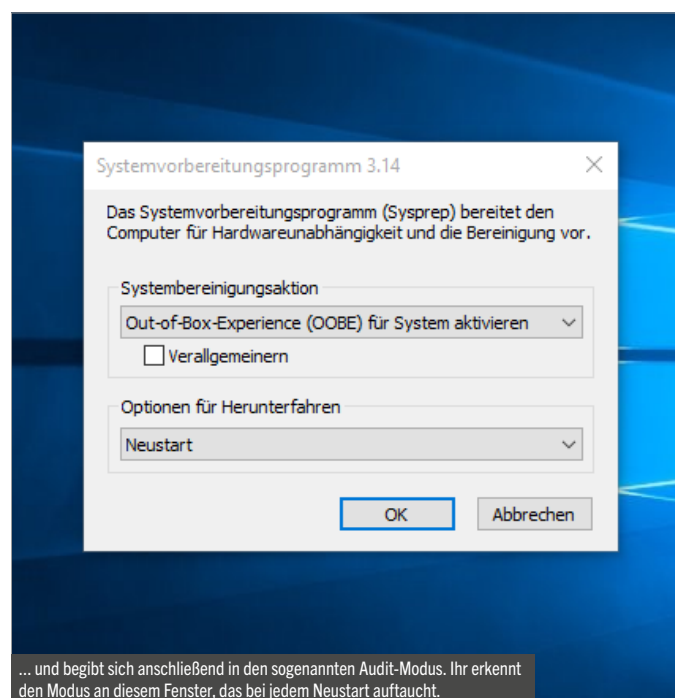 Systemvorbereitungsprogramm 3.14
Das Systemvorbereitungsprogramm (Sysprep) bereitet den
Computer für Hardwareunabhängigkeit und die Bereinigung vor.
Systembereinigungsaktion
Out-of-Box-Experience (OOBE) für System aktivieren
Verallgemeinern
Optionen für Herunterfahren
Neustart
OK Abbrechen
... und begibt sich anschließend in den sogenannten Audit-Modus. Ihr erkennt
den Modus an diesem Fenster, das bei jedem Neustart auftaucht.